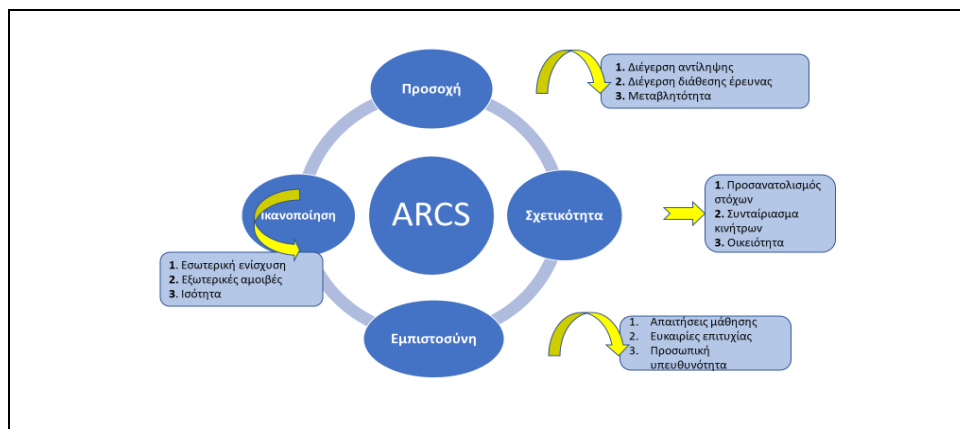 Προσοχή
1. Διέγερση αντίληψης
2. Διέγερση διάθεσης έρευνας
3. Μεταβλητότητα
ARCS
Σχετικότητα
1. Προσανατολισμός
στόχων
2. Συνταίριασμα
κινήτρων
3. Οικειότητα
Ικανοποίηση
1. Εσωτερική ενίσχυση
2. Εξωτερικές αμοιβές
3. Ισότητα
Εμπιστοσύνη
1. Απαιτήσεις μάθησης
2. Ευκαιρίες επιτυχίας
3. Προσωπική
υπευθυνότητα